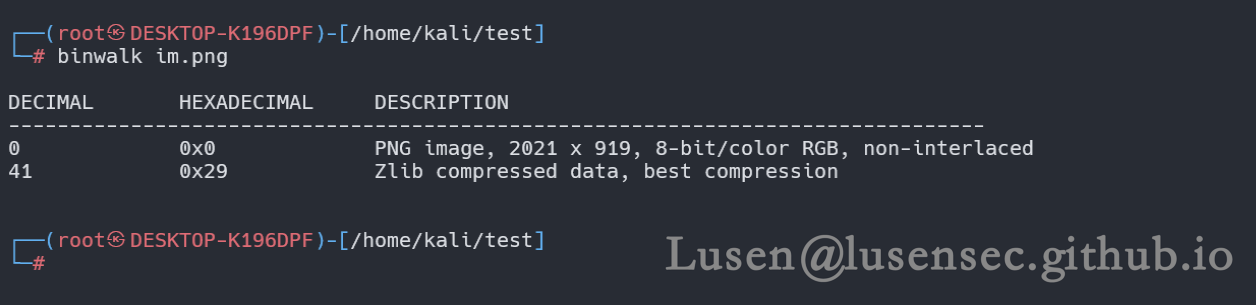 ┌──(root㉿DESKTOP-K196DPF)-[/home/kali/test]
└─# binwalk im.png
DECIMAL       HEXADECIMAL     DESCRIPTION
--------------------------------------------------------------------------------
0             0x0             PNG image, 2021 x 919, 8-bit/color RGB, non-interlaced
41            0x29            Zlib compressed data, best compression
┌──(root㉿DESKTOP-K196DPF)-[/home/kali/test]
└─#
Lusen@lusensec.github.io